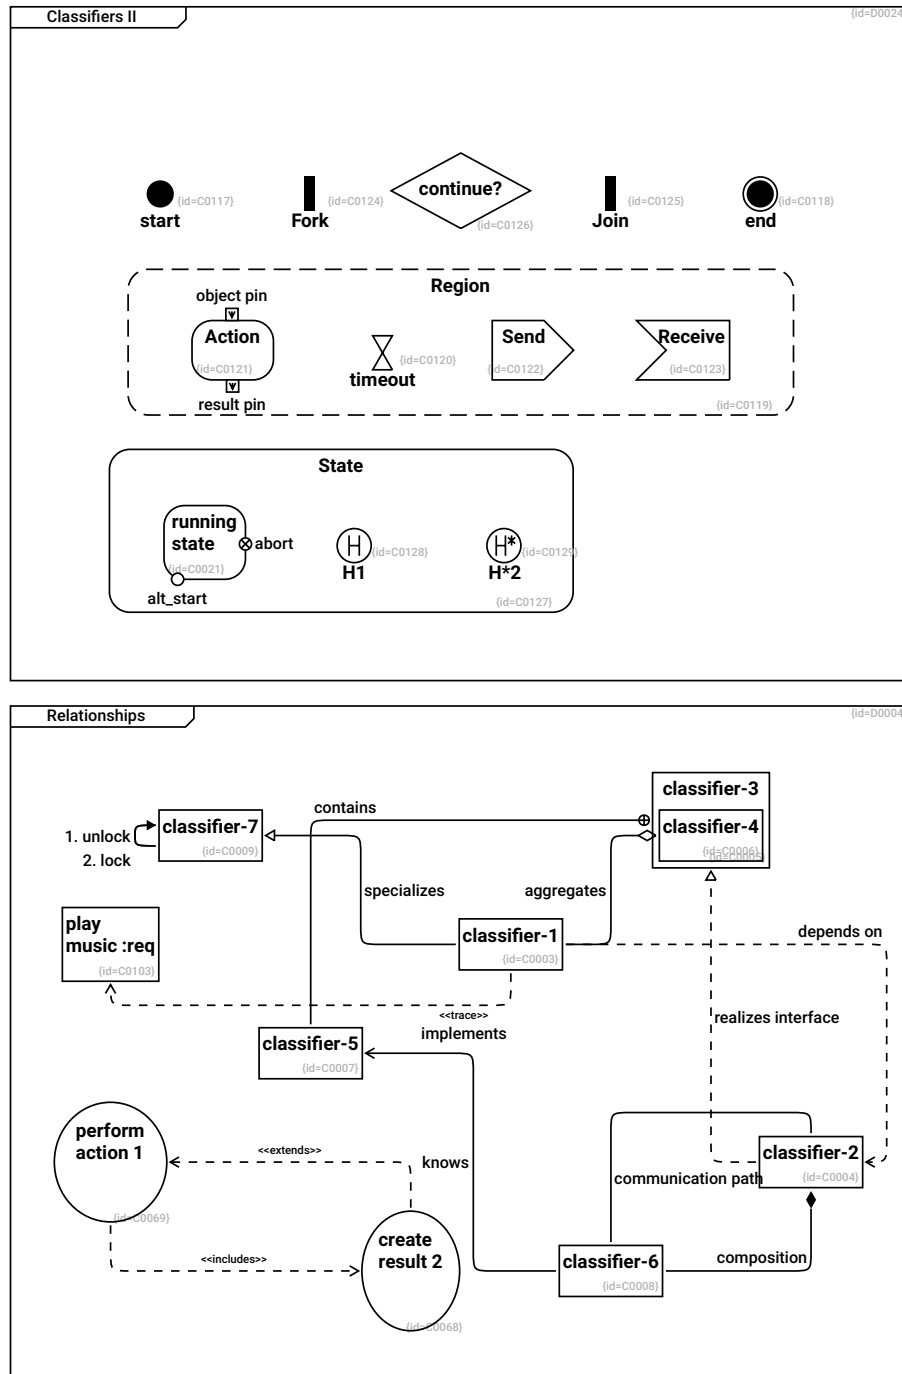 Classifiers II
{id=D0024
continue?
{id=C0117} {id=C0124} {id=C0126} {id=C0125} {id=C0118}
start Fork Join end
Region
object pin
Action Send Receive
{id=C0121} {id=C0120} {id=C0122} {id=C0123}
timeout
result pin {id=C0119}
State
running
state abort
{id=C0021} {id=C0128} {id=C0129}
H H*
H1 H*2
alt_start {id=C0127}
Relationships
{id=D0004
classifier-3
contains
classifier-7 classifier-4
1. unlock
{id=C0009} {id=C0006}
{id=C0005}
2. lock
specializes aggregates
play
music :req
{id=C0103}
classifier-1
{id=C0003}
depends on
<<trace>>
implements
realizes interface
classifier-5
{id=C0007}
perform
action 1
<<extends>>
knows
classifier-2
communication path {id=C0004}
{id=C0069}
create
result 2
<<includes>>
classifier-6
composition
{id=C0008}
{id=C0068}